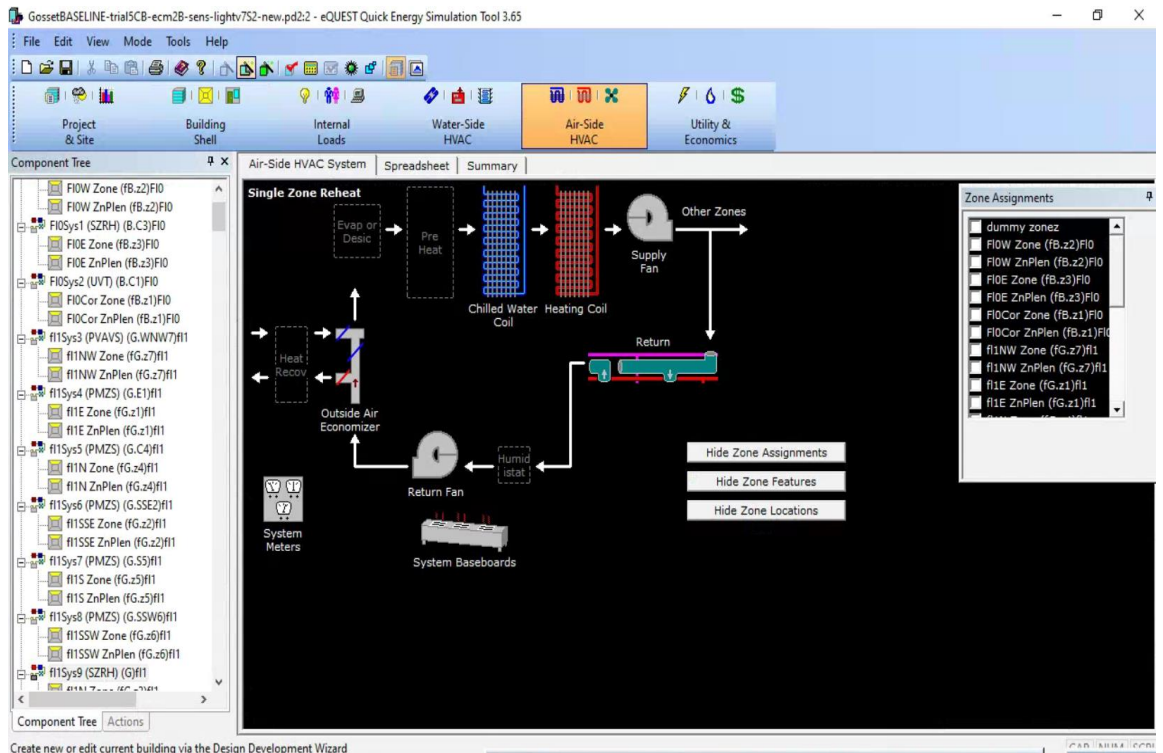 GossetBASELINE-trial5CB-ecm2B-sens-lightv7S2-new.pd2:2 - eQUEST Quick Energy Simulation Tool 3.65
File Edit View Mode Tools Help
Project & Site
Building Shell
Internal Loads
Water-Side HVAC
Air-Side HVAC
Utility & Economics
Component Tree
Fl0W Zone (fB.z2)Fl0
Fl0W ZnPlen (fB.z2)Fl0
Fl0Sys1 (SZRH) (B.C3)Fl0
Fl0E Zone (fB.z3)Fl0
Fl0E ZnPlen (fB.z3)Fl0
Fl0Sys2 (UVT) (B.C1)Fl0
Fl0Cor Zone (fB.z1)Fl0
Fl0Cor ZnPlen (fB.z1)Fl0
fl1Sys3 (PVAVS) (G.WNW7)fl1
fl1NW Zone (fG.z7)fl1
fl1NW ZnPlen (fG.z7)fl1
fl1Sys4 (PMZS) (G.E1)fl1
fl1E Zone (fG.z1)fl1
fl1E ZnPlen (fG.z1)fl1
fl1Sys5 (PMZS) (G.C4)fl1
fl1N Zone (fG.z4)fl1
fl1N ZnPlen (fG.z4)fl1
fl1Sys6 (PMZS) (G.SSE2)fl1
fl1SSE Zone (fG.z2)fl1
fl1SSE ZnPlen (fG.z2)fl1
fl1Sys7 (PMZS) (G.S5)fl1
fl1S Zone (fG.z5)fl1
fl1S ZnPlen (fG.z5)fl1
fl1Sys8 (PMZS) (G.SSW6)fl1
fl1SSW Zone (fG.z6)fl1
fl1SSW ZnPlen (fG.z6)fl1
fl1Sys9 (SZRH) (G)fl1
Component Tree Actions
Air-Side HVAC System Spreadsheet Summary
Single Zone Reheat
Evap or
Desic
Pre
Heat
Chilled Water
Coil
Heating Coil
Supply
Fan
Other Zones
Return
Heat
Recov
Outside Air
Economizer
Return Fan
Humid
istat
System
Meters
System Baseboards
Hide Zone Assignments
Hide Zone Features
Hide Zone Locations
Zone Assignments
dummy zonez
Fl0W Zone (fB.z2)Fl0
Fl0W ZnPlen (fB.z2)Fl0
Fl0E Zone (fB.z3)Fl0
Fl0E ZnPlen (fB.z3)Fl0
Fl0Cor Zone (fB.z1)Fl0
Fl0Cor ZnPlen (fB.z1)Fl0
fl1NW Zone (fG.z7)fl1
fl1NW ZnPlen (fG.z7)fl1
fl1E Zone (fG.z1)fl1
fl1E ZnPlen (fG.z1)fl1
Create new or edit current building via the Design Development Wizard